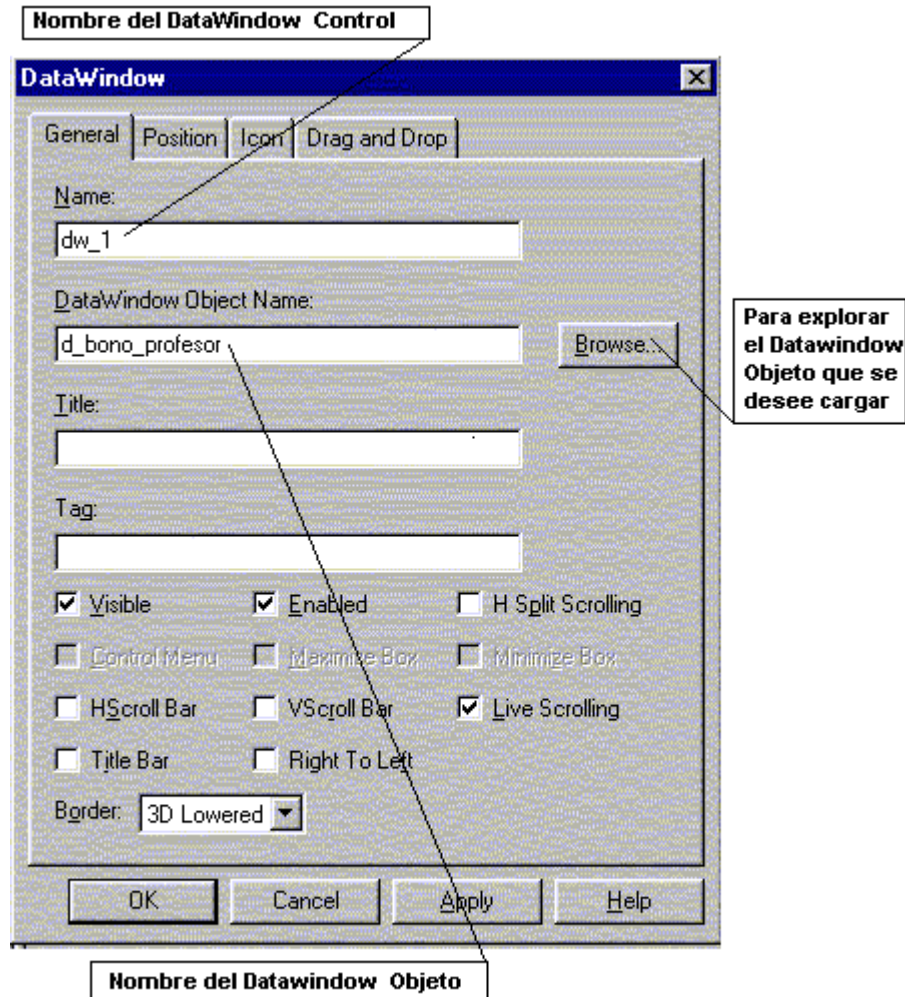 Nombre del DataWindow Control
DataWindow
General Position Icon Drag and Drop
Name:
dw_1
DataWindow Object Name:
d_bono_profesor
Browse...
Para explorar
el Datawindow
Objeto que se
desee cargar
Title:
Tag:
Visible Enabled H Split Scrolling
Control Menu Maximize Box Minimize Box
HScroll Bar VScroll Bar Live Scrolling
Title Bar Right To Left
Border: 3D Lowered
OK Cancel Apply Help
Nombre del Datawindow Objeto